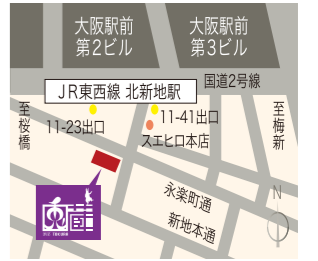 大阪駅前
第2ビル
大阪駅前
第3ビル
国道2号線
JR東西線 北新地駅
至桜橋
11-23出口
11-41出口
スエヒロ本店
至梅新
永楽町通
新地本通
N
蔵